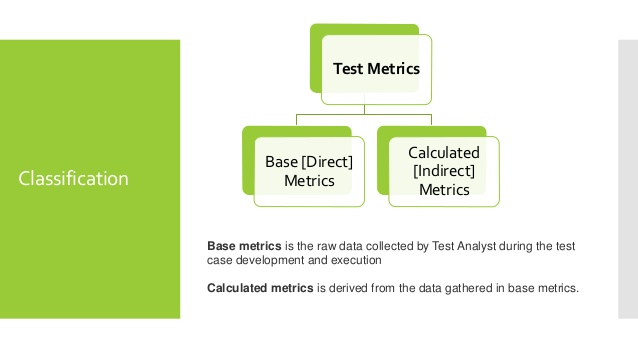 Classification
Test Metrics
Base [Direct]
Metrics
Calculated
[Indirect]
Metrics
Base metrics is the raw data collected by Test Analyst during the test
case development and execution
Calculated metrics is derived from the data gathered in base metrics.